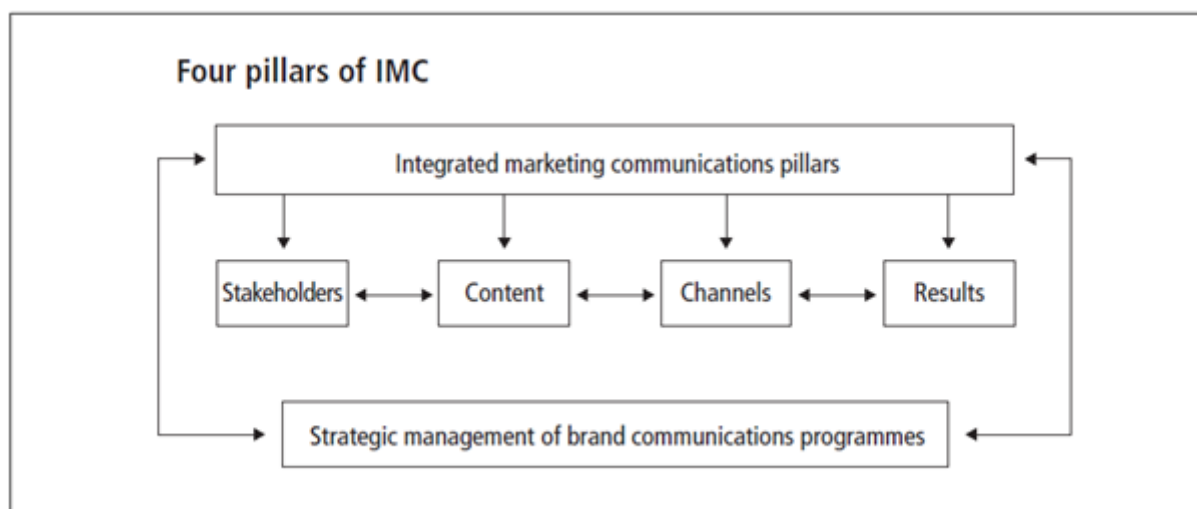 Four pillars of IMC
Integrated marketing communications pillars
Stakeholders
Content
Channels
Results
Strategic management of brand communications programmes